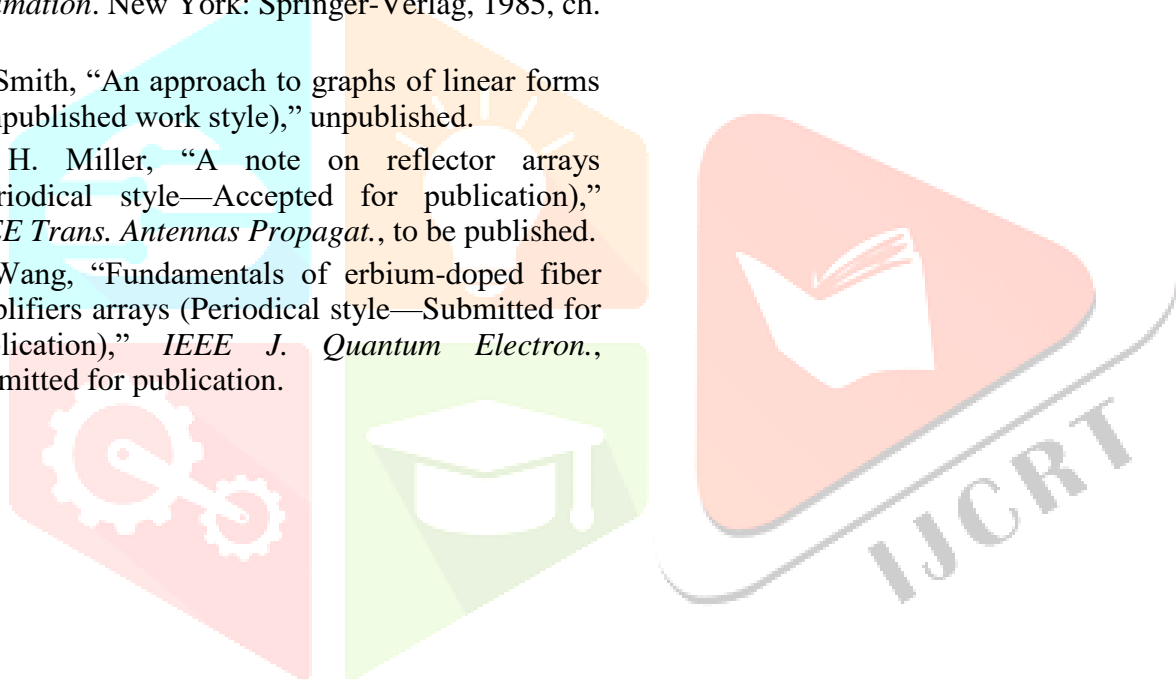 mation. New York: Springer-Verlag, 1985, ch.
Smith, “An approach to graphs of linear forms
published work style),” unpublished.
H. Miller, “A note on reflector arrays
riodical style—Accepted for publication),”
E Trans. Antennas Propagat., to be published.
Wang, “Fundamentals of erbium-doped fiber
plifiers arrays (Periodical style—Submitted for
lication),” IEEE J. Quantum Electron.,
mitted for publication.
IJCRT